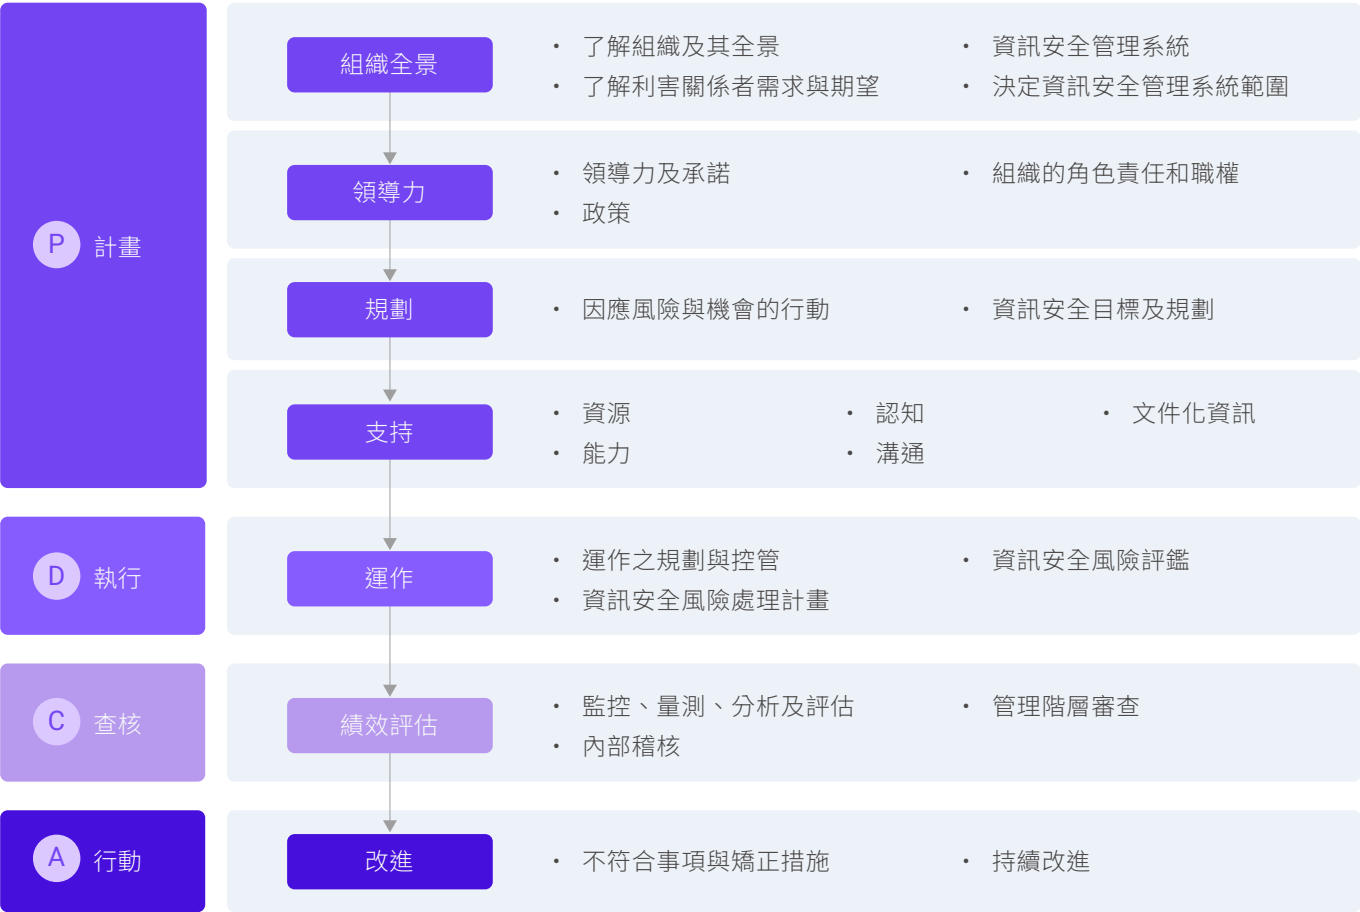 P 計畫
組織全景
• 了解組織及其全景
• 了解利害關係者需求與期望
• 資訊安全管理系統
• 決定資訊安全管理系統範圍
領導力
• 領導力及承諾
• 政策
• 組織的角色責任和職權
規劃
• 因應風險與機會的行動
• 資訊安全目標及規劃
支持
• 資源
• 能力
• 認知
• 溝通
• 文件化資訊
D 執行
運作
• 運作之規劃與控管
• 資訊安全風險處理計畫
• 資訊安全風險評鑑
C 查核
績效評估
• 監控、量測、分析及評估
• 內部稽核
• 管理階層審查
A 行動
改進
• 不符合事項與矯正措施
• 持續改進